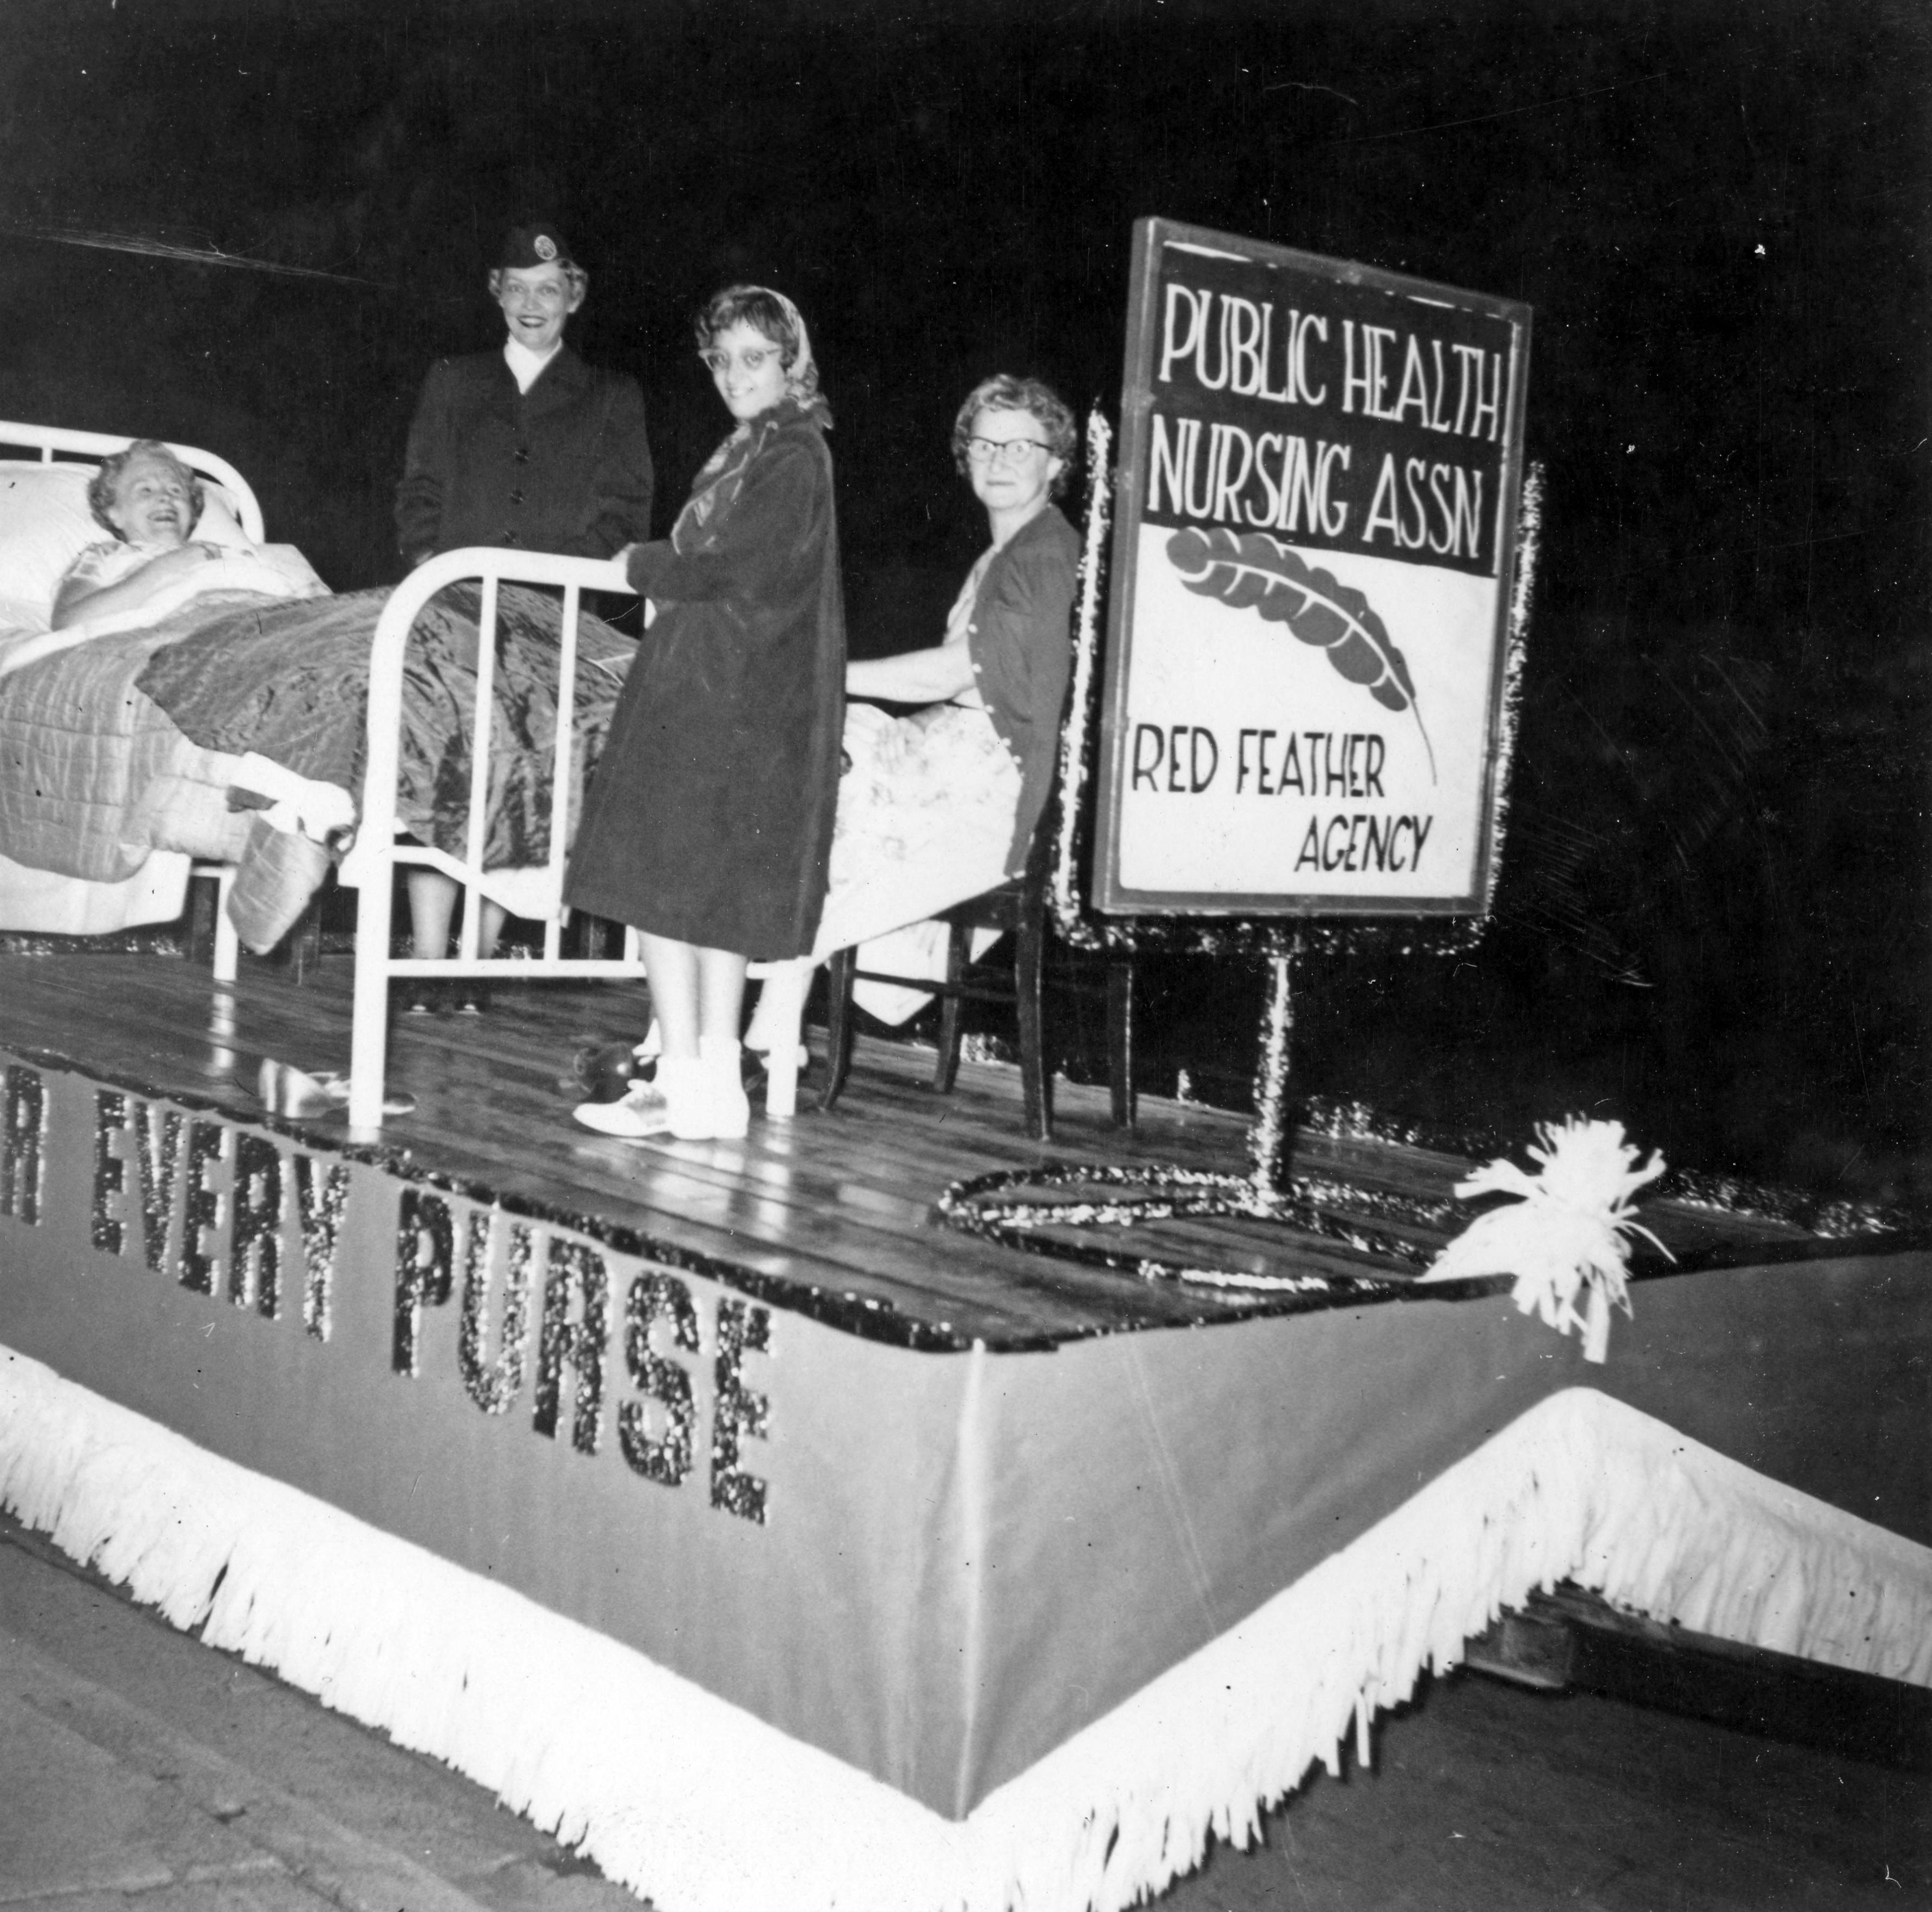 PUBLIC HEALTH
NURSING ASSN
RED FEATHER
AGENCY
R EVERY PURSE